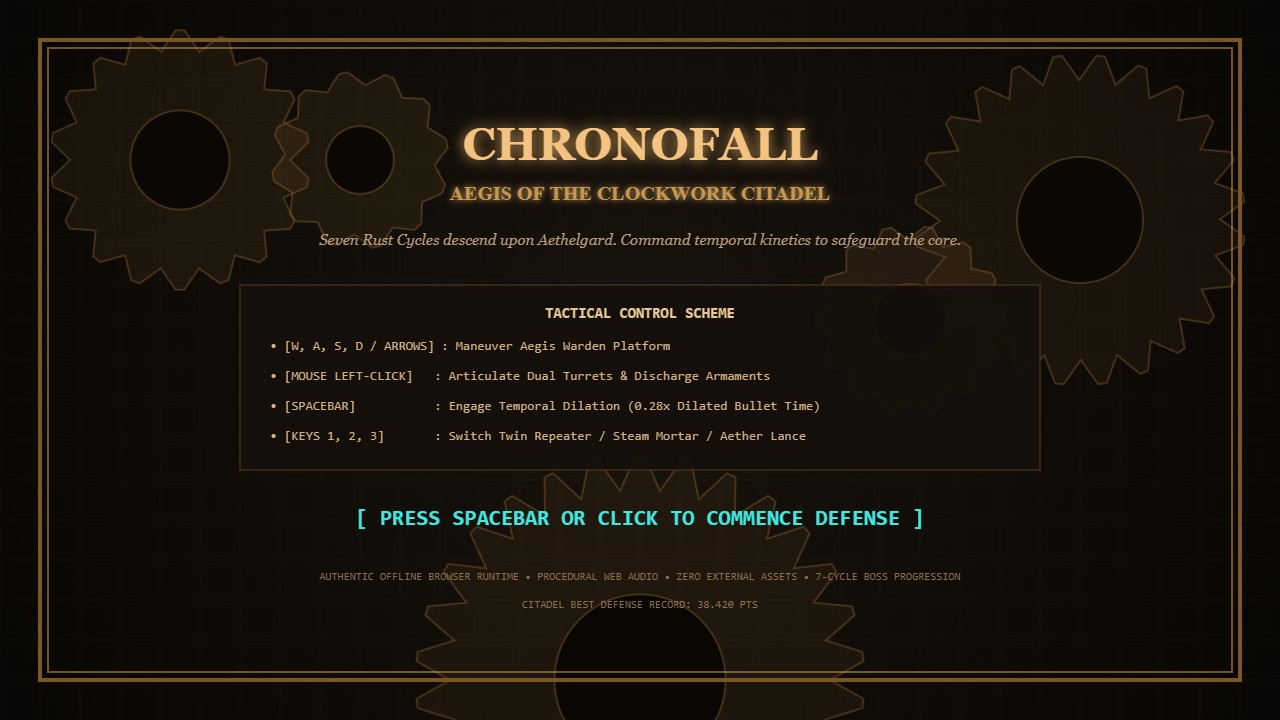 CHRONOFALL
AEGIS OF THE CLOCKWORK CITADEL
Seven Rust Cycles descend upon Aethelgard. Command temporal kinetics to safeguard the core.
TACTICAL CONTROL SCHEME
• [W, A, S, D / ARROWS] : Maneuver Aegis Warden Platform
• [MOUSE LEFT-CLICK] : Articulate Dual Turrets & Discharge Armaments
• [SPACEBAR] : Engage Temporal Dilation (0.28x Dilated Bullet Time)
• [KEYS 1, 2, 3] : Switch Twin Repeater / Steam Mortar / Aether Lance
[ PRESS SPACEBAR OR CLICK TO COMMENCE DEFENSE ]
AUTHENTIC OFFLINE BROWSER RUNTIME • PROCEDURAL WEB AUDIO • ZERO EXTERNAL ASSETS • 7-CYCLE BOSS PROGRESSION
CITADEL BEST DEFENSE RECORD: 38.420 PTS